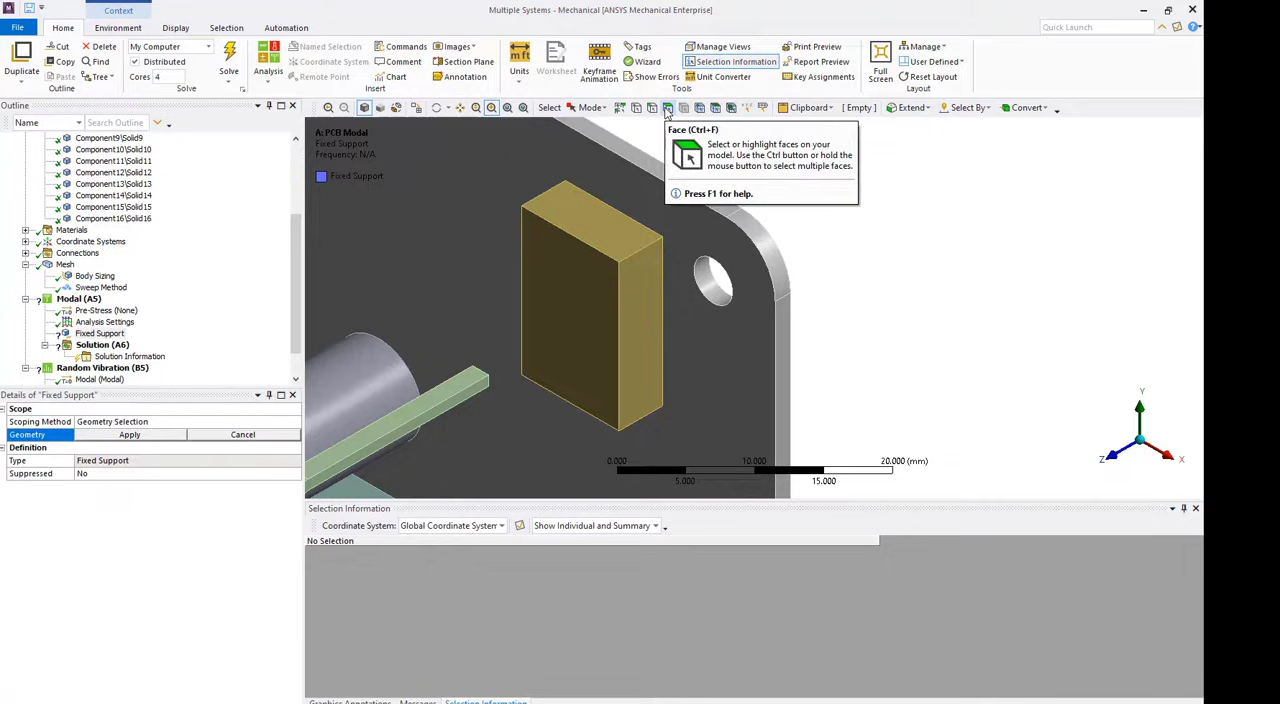 Context
Multiple Systems - Mechanical [ANSYS Mechanical Enterprise]
File Home Environment Display Selection Automation Quick Launch
Cut Delete My Computer Named Selection Commands Images Tags Manage Views Print Preview Manage
Copy Find Distributed Coordinate System Comment Section Plane Wizard Selection Information Report Preview User Defined
Duplicate Paste Tree Cores 4 Solve Analysis Remote Point Chart Annotation Units Worksheet Keyframe Animation Show Errors Unit Converter Key Assignments Full Screen Reset Layout
Outline Solve Insert Tools Layout
Outline
Name Search Outline
Select Mode Clipboard [ Empty ] Extend Select By Convert
Component9\Solid9
Component10\Solid10
Component11\Solid11
Component12\Solid12
Component13\Solid13
Component14\Solid14
Component15\Solid15
Component16\Solid16
Materials
Coordinate Systems
Connections
Mesh
Body Sizing
Sweep Method
Modal (A5)
Pre-Stress (None)
Analysis Settings
Fixed Support
Solution (A6)
Solution Information
Random Vibration (B5)
Modal (Modal)
Details of "Fixed Support"
Scope
Scoping Method Geometry Selection
Geometry Apply Cancel
Definition
Type Fixed Support
Suppressed No
A: PCB Modal
Fixed Support
Frequency: N/A
Fixed Support
Face (Ctrl+F)
Select or highlight faces on your
model. Use the Ctrl button or hold the
mouse button to select multiple faces.
Press F1 for help.
0.000 10.000 20.000 (mm)
5.000 15.000
Y
Z X
Selection Information
Coordinate System: Global Coordinate System Show Individual and Summary
No Selection
Graphics Annotations Messages Selection Information